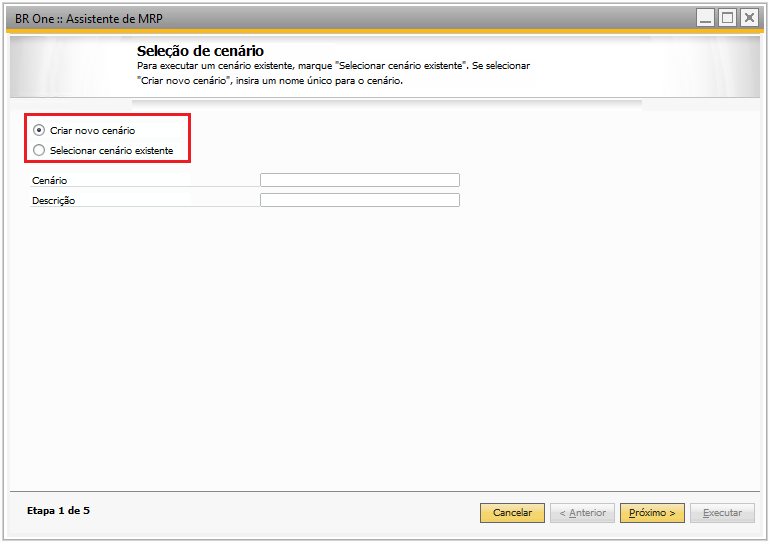 BR One :: Assistente de MRP
Seleção de cenário
Para executar um cenário existente, marque "Selecionar cenário existente". Se selecionar
"Criar novo cenário", insira um nome único para o cenário.
Criar novo cenário
Selecionar cenário existente
Cenário
Descrição
Etapa 1 de 5
Cancelar
< Anterior
Próximo >
Executar